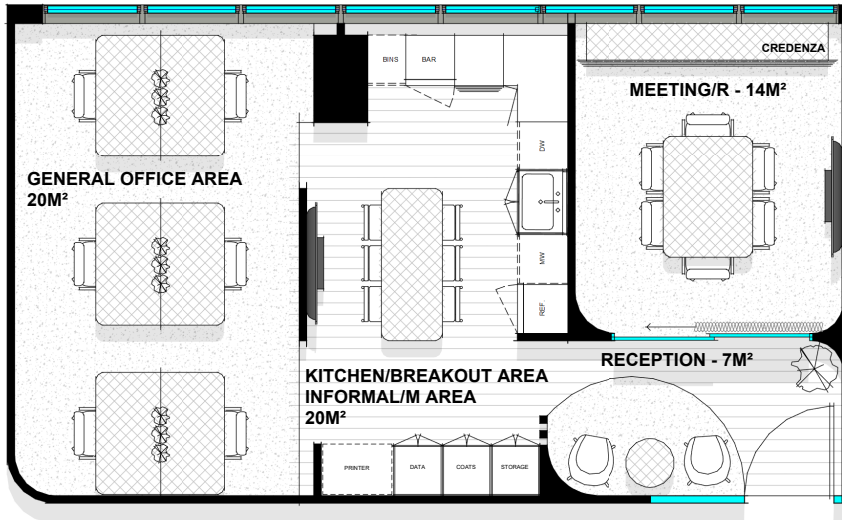 BINS
BAR
CREDENZA
MEETING/R - 14M²
DW
GENERAL OFFICE AREA
20M²
MW
REF
RECEPTION - 7M²
KITCHEN/BREAKOUT AREA
INFORMAL/M AREA
20M²
PRINTER
DATA
COATS
STORAGE